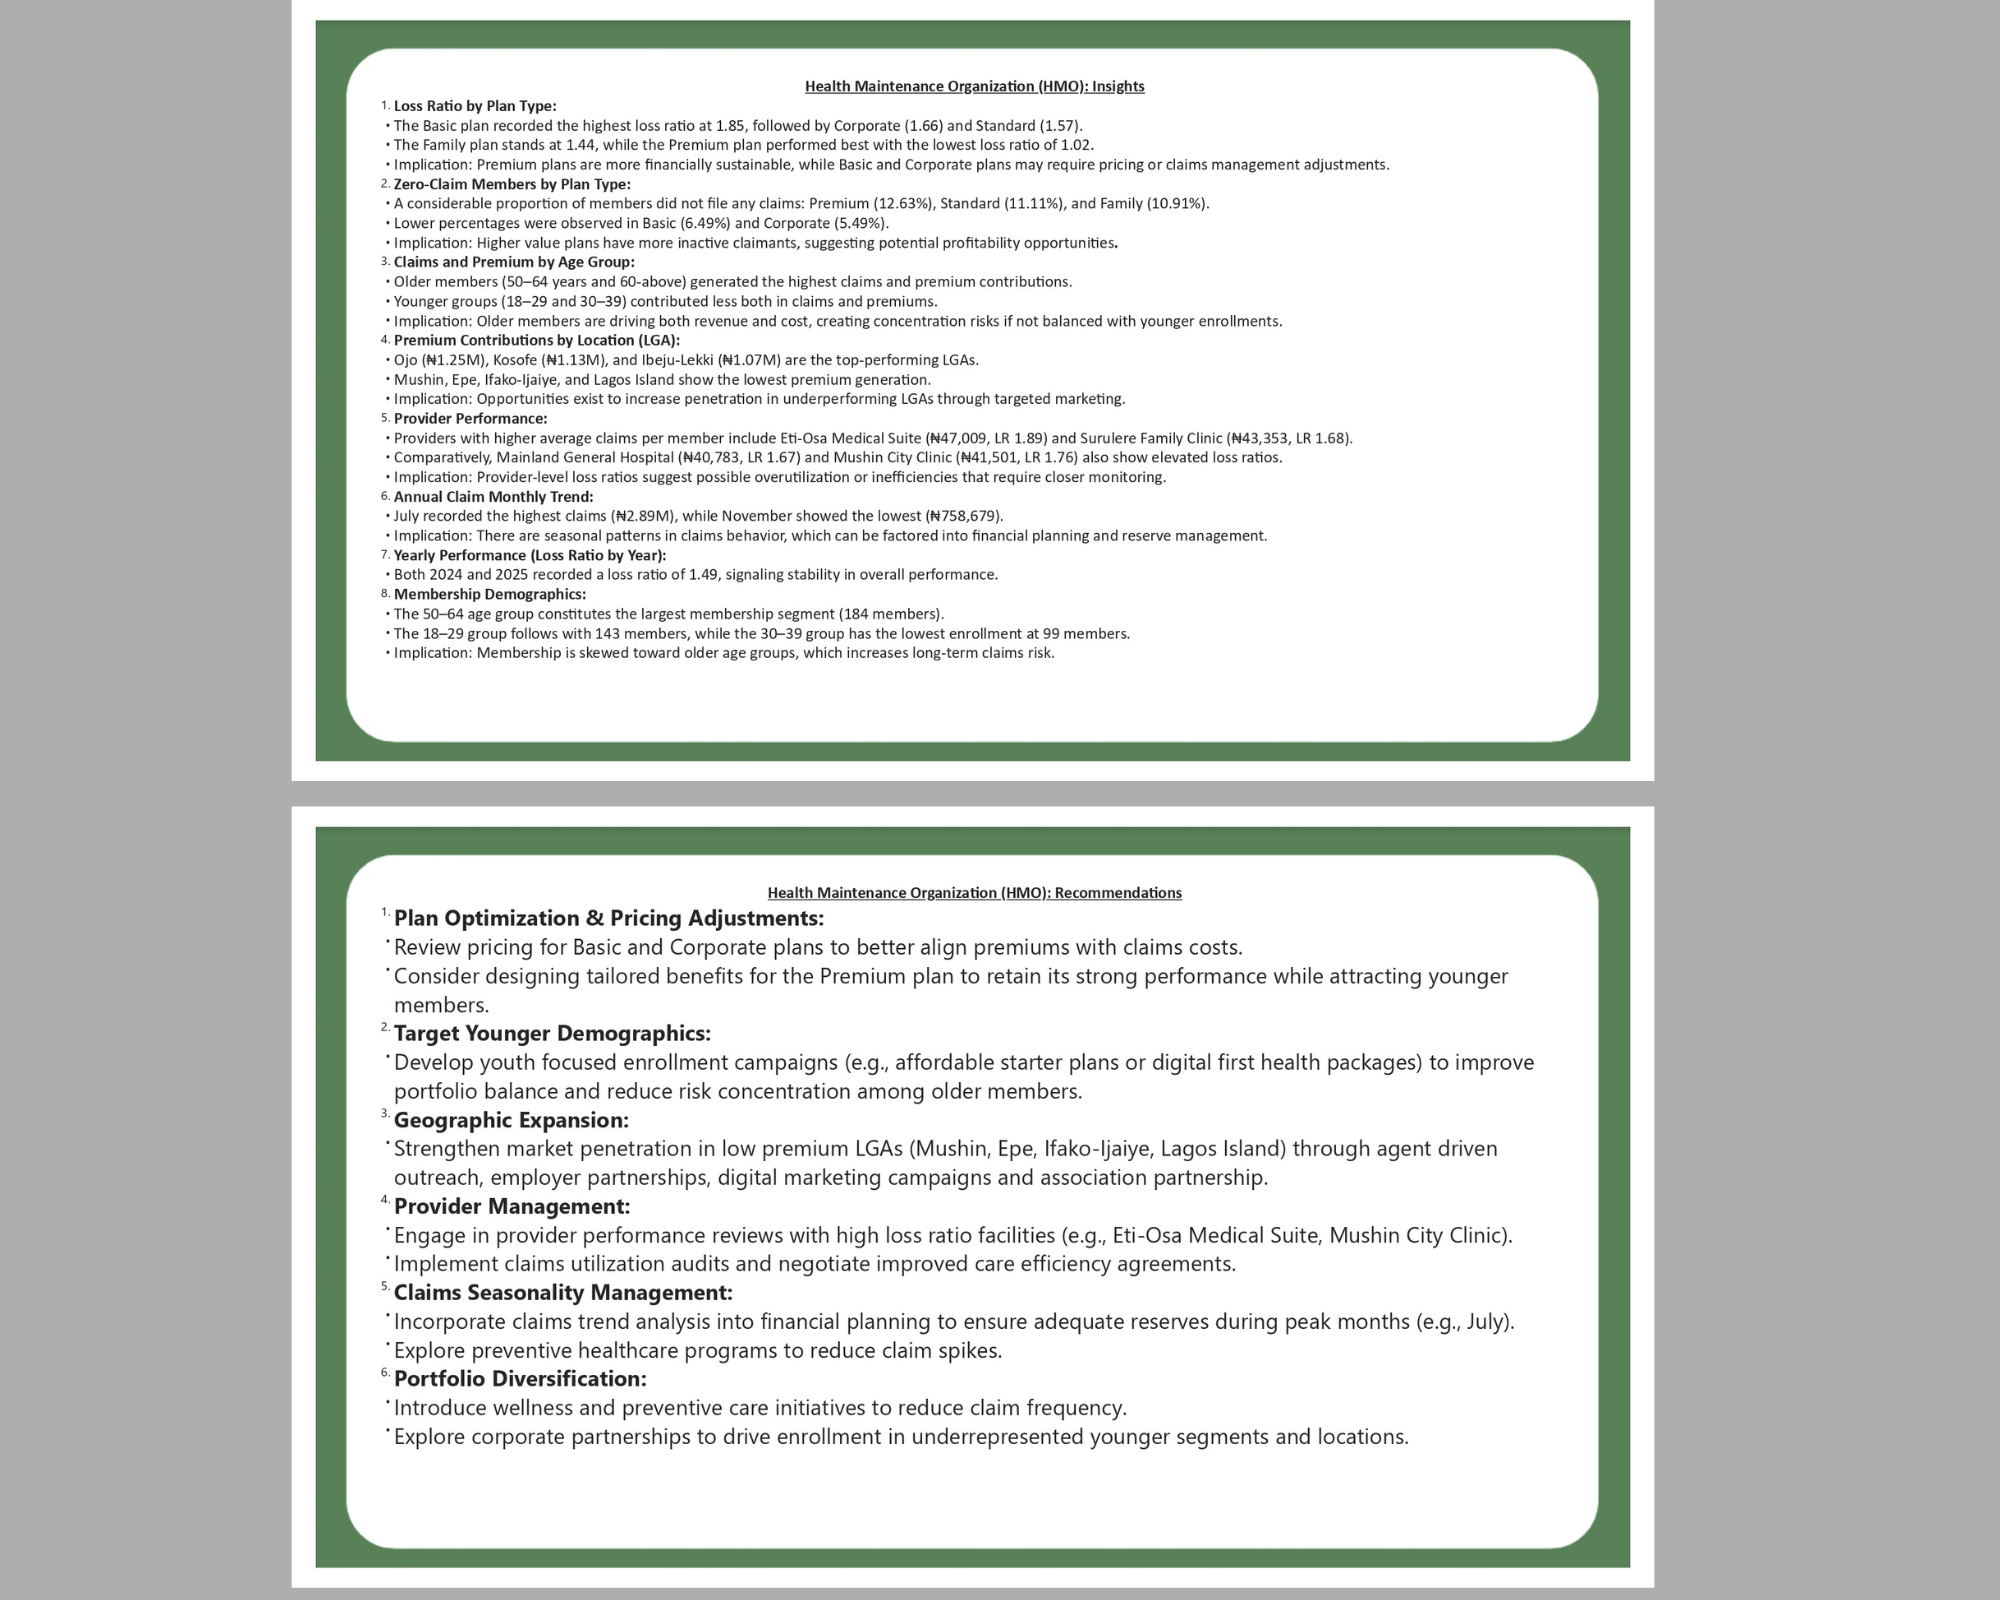 Health Maintenance Organization (HMO): Insights
1. Loss Ratio by Plan Type:
• The Basic plan recorded the highest loss ratio at 1.85, followed by Corporate (1.66) and Standard (1.57).
• The Family plan stands at 1.44, while the Premium plan performed best with the lowest loss ratio of 1.02.
• Implication: Premium plans are more financially sustainable, while Basic and Corporate plans may require pricing or claims management adjustments.
2. Zero-Claim Members by Plan Type:
• A considerable proportion of members did not file any claims: Premium (12.63%), Standard (11.11%), and Family (10.91%).
• Lower percentages were observed in Basic (6.49%) and Corporate (5.49%).
• Implication: Higher value plans have more inactive claimants, suggesting potential profitability opportunities.
3. Claims and Premium by Age Group:
• Older members (50–64 years and 60-above) generated the highest claims and premium contributions.
• Younger groups (18–29 and 30–39) contributed less both in claims and premiums.
• Implication: Older members are driving both revenue and cost, creating concentration risks if not balanced with younger enrollments.
4. Premium Contributions by Location (LGA):
• Ojo (₦1.25M), Kosofe (₦1.13M), and Ibeju-Lekki (₦1.07M) are the top-performing LGAs.
• Mushin, Epe, Ifako-Ijaiye, and Lagos Island show the lowest premium generation.
• Implication: Opportunities exist to increase penetration in underperforming LGAs through targeted marketing.
5. Provider Performance:
• Providers with higher average claims per member include Eti-Osa Medical Suite (₦47,009, LR 1.89) and Surulere Family Clinic (₦43,353, LR 1.68).
• Comparatively, Mainland General Hospital (₦40,783, LR 1.67) and Mushin City Clinic (₦41,501, LR 1.76) also show elevated loss ratios.
• Implication: Provider-level loss ratios suggest possible overutilization or inefficiencies that require closer monitoring.
6. Annual Claim Monthly Trend:
• July recorded the highest claims (₦2.89M), while November showed the lowest (₦758,679).
• Implication: There are seasonal patterns in claims behavior, which can be factored into financial planning and reserve management.
7. Yearly Performance (Loss Ratio by Year):
• Both 2024 and 2025 recorded a loss ratio of 1.49, signaling stability in overall performance.
8. Membership Demographics:
• The 50–64 age group constitutes the largest membership segment (184 members).
• The 18–29 group follows with 143 members, while the 30–39 group has the lowest enrollment at 99 members.
• Implication: Membership is skewed toward older age groups, which increases long-term claims risk.
Health Maintenance Organization (HMO): Recommendations
1. Plan Optimization & Pricing Adjustments:
• Review pricing for Basic and Corporate plans to better align premiums with claims costs.
• Consider designing tailored benefits for the Premium plan to retain its strong performance while attracting younger
members.
2. Target Younger Demographics:
• Develop youth focused enrollment campaigns (e.g., affordable starter plans or digital first health packages) to improve
portfolio balance and reduce risk concentration among older members.
3. Geographic Expansion:
• Strengthen market penetration in low premium LGAs (Mushin, Epe, Ifako-Ijaiye, Lagos Island) through agent driven
outreach, employer partnerships, digital marketing campaigns and association partnership.
4. Provider Management:
• Engage in provider performance reviews with high loss ratio facilities (e.g., Eti-Osa Medical Suite, Mushin City Clinic).
• Implement claims utilization audits and negotiate improved care efficiency agreements.
5. Claims Seasonality Management:
• Incorporate claims trend analysis into financial planning to ensure adequate reserves during peak months (e.g., July).
• Explore preventive healthcare programs to reduce claim spikes.
6. Portfolio Diversification:
• Introduce wellness and preventive care initiatives to reduce claim frequency.
• Explore corporate partnerships to drive enrollment in underrepresented younger segments and locations.